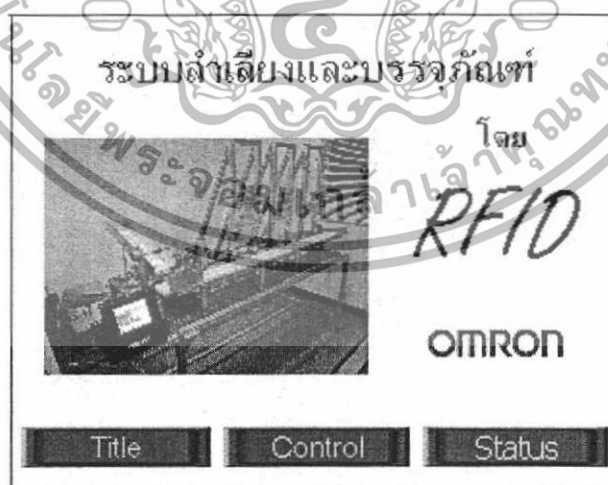 ระบบลำเลียงและบรรจุภัณฑ์
โดย
RFID
OMRON
Title
Control
Status